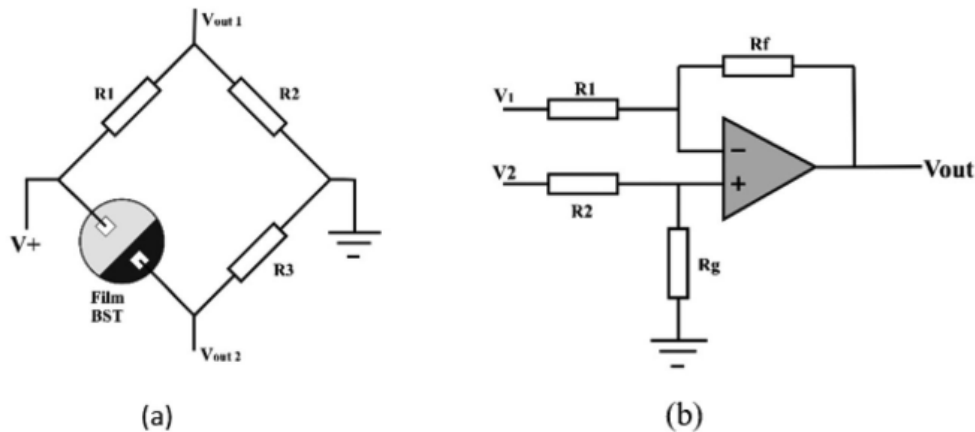 Vout 1
R1
R2
V+
R3
Film
BST
Vout 2
(a)
Rf
V1
R1
V2
R2
Vout
Rg
(b)
−
+